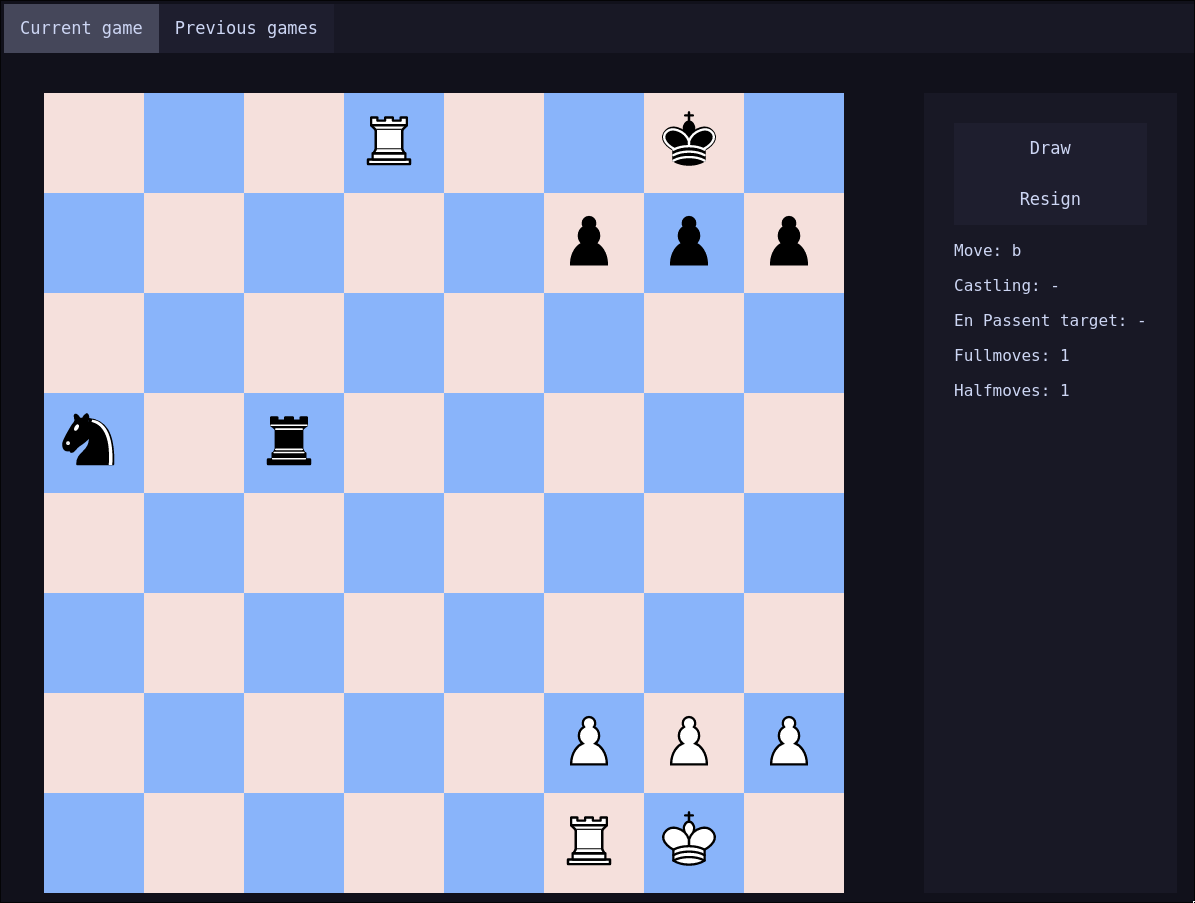 Current game Previous games
Draw
Resign
Move: b
Castling: -
En Passent target: -
Fullmoves: 1
Halfmoves: 1